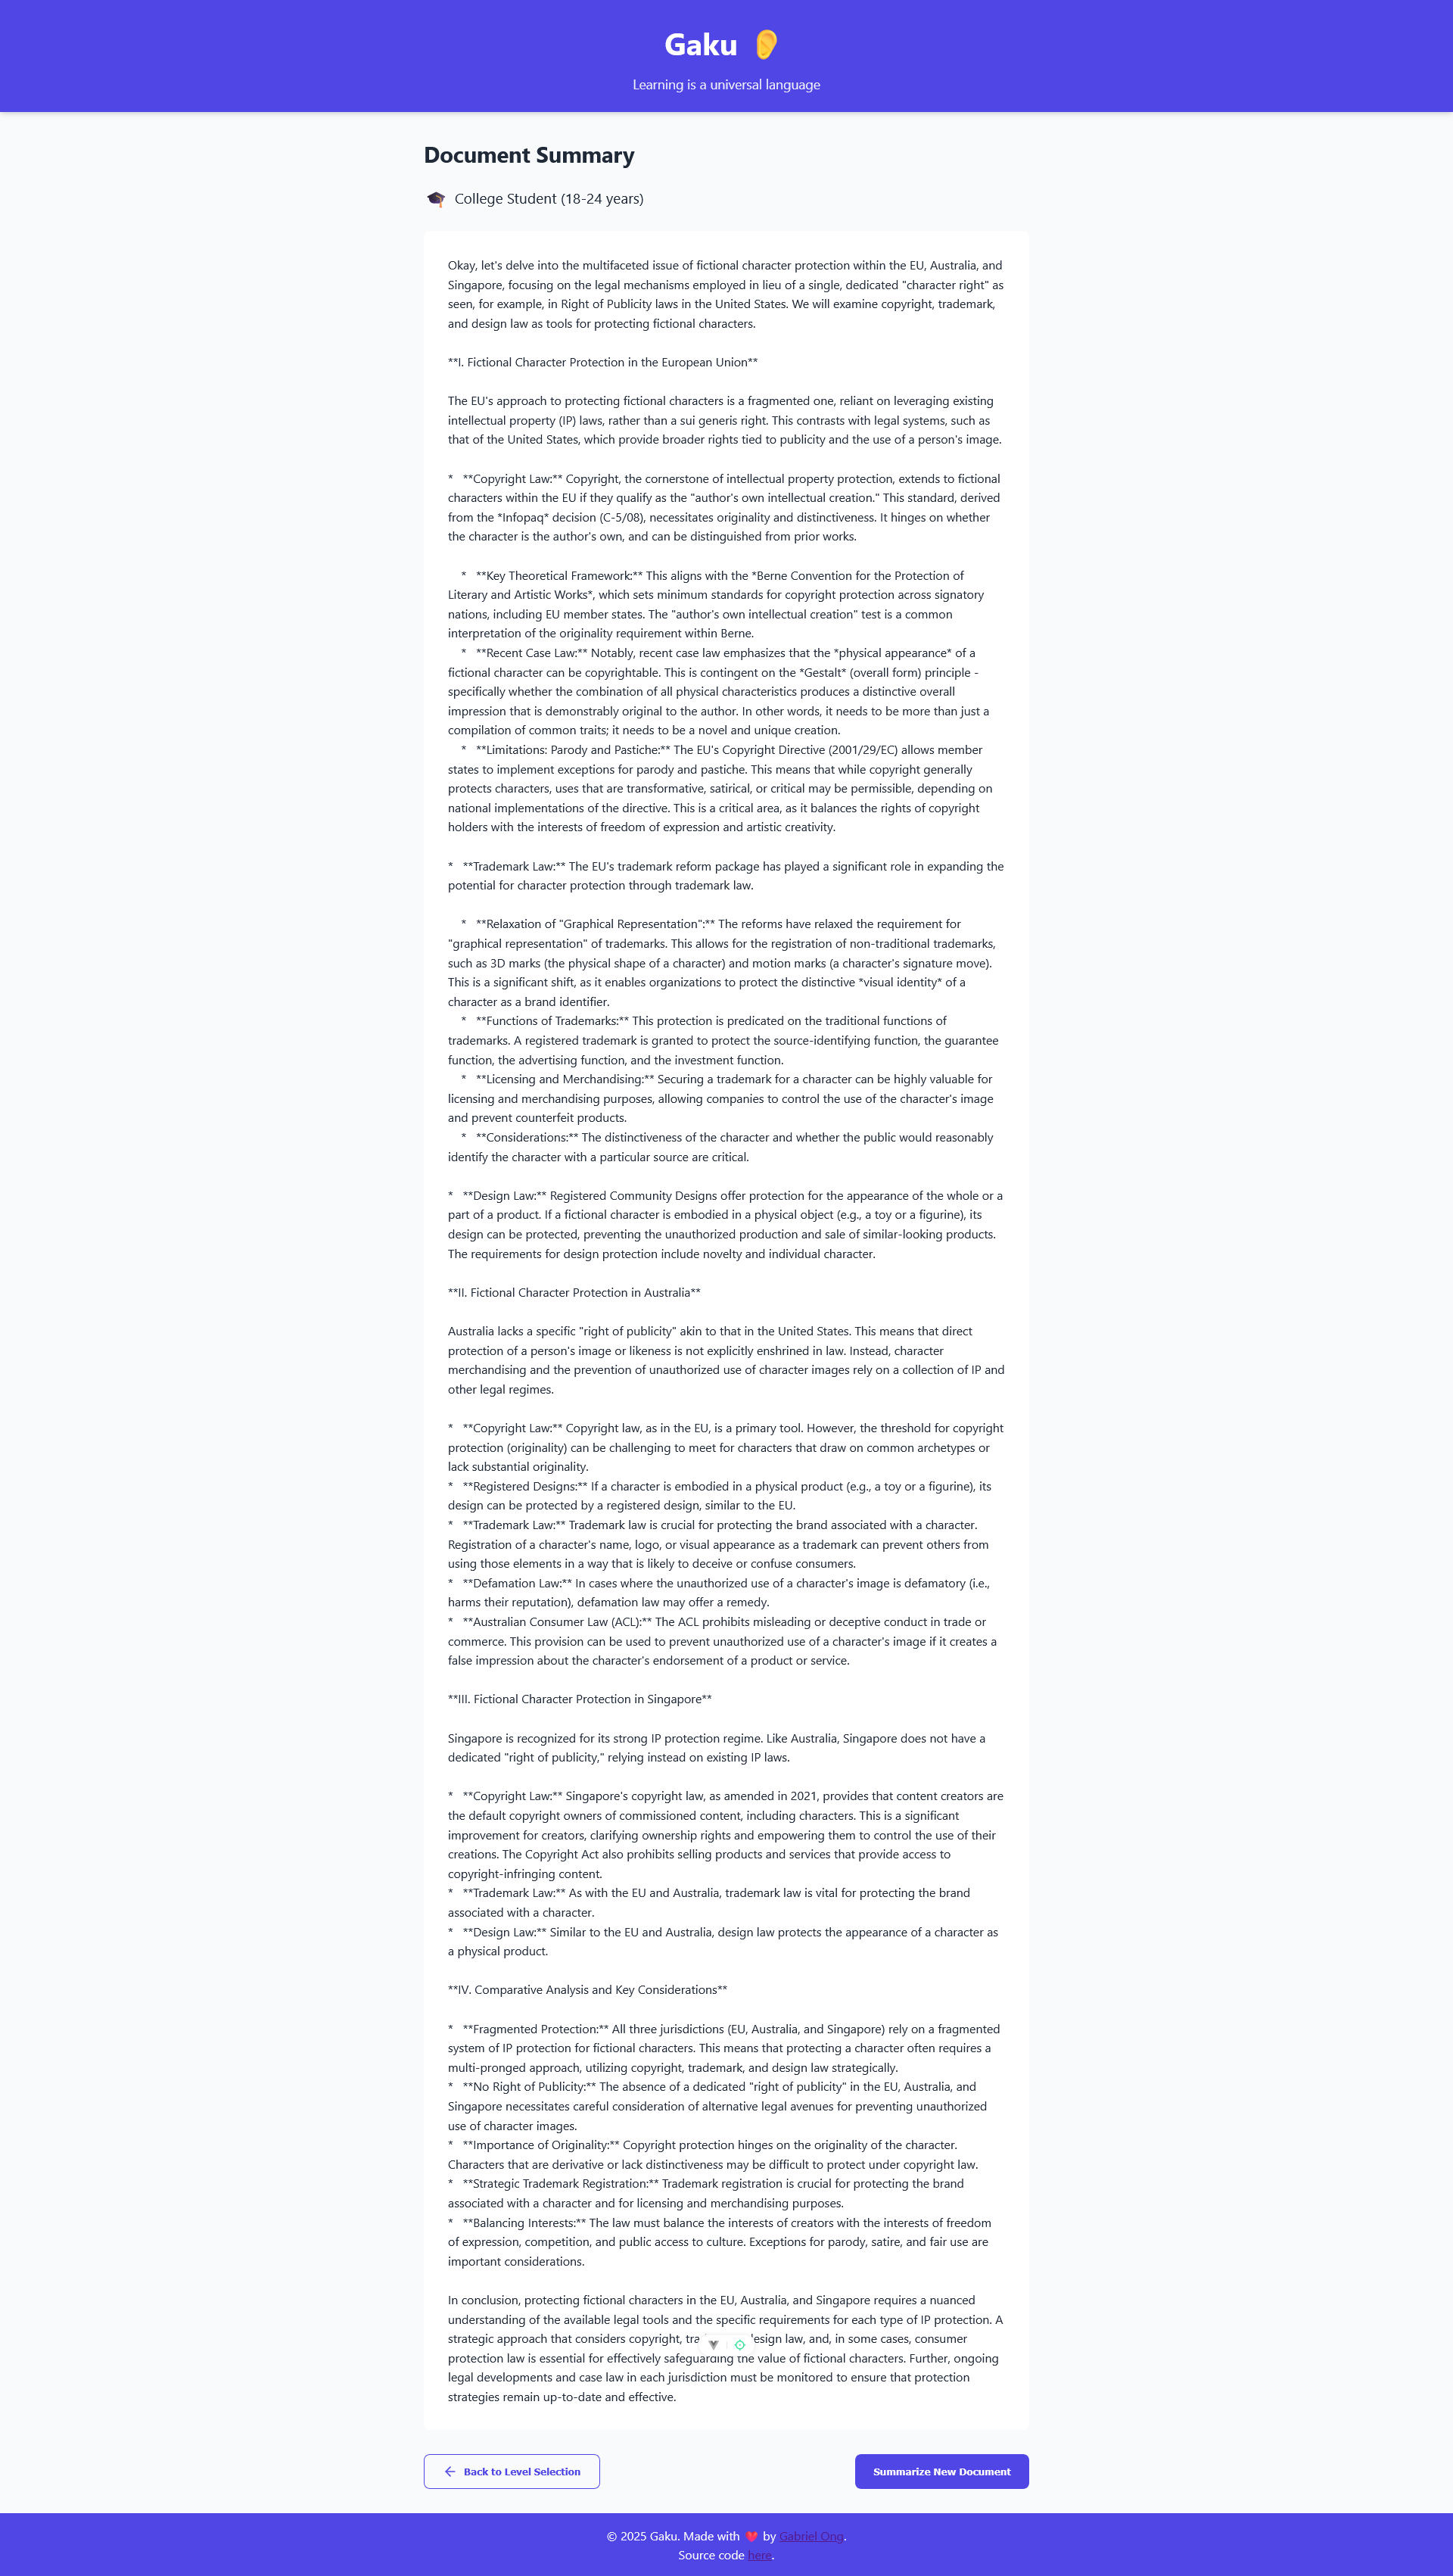 Gaku 👂
Learning is a universal language
Document Summary
🎓 College Student (18-24 years)
Okay, let's delve into the multifaceted issue of fictional character protection within the EU, Australia, and
Singapore, focusing on the legal mechanisms employed in lieu of a single, dedicated "character right" as
seen, for example, in Right of Publicity laws in the United States. We will examine copyright, trademark,
and design law as tools for protecting fictional characters.
**I. Fictional Character Protection in the European Union**
The EU's approach to protecting fictional characters is a fragmented one, reliant on leveraging existing
intellectual property (IP) laws, rather than a sui generis right. This contrasts with legal systems, such as
that of the United States, which provide broader rights tied to publicity and the use of a person's image.
*   **Copyright Law:** Copyright, the cornerstone of intellectual property protection, extends to fictional
characters within the EU if they qualify as the "author's own intellectual creation." This standard, derived
from the *Infopaq* decision (C-5/08), necessitates originality and distinctiveness. It hinges on whether
the character is the author's own, and can be distinguished from prior works.
*   **Key Theoretical Framework:** This aligns with the *Berne Convention for the Protection of
Literary and Artistic Works*, which sets minimum standards for copyright protection across signatory
nations, including EU member states. The "author's own intellectual creation" test is a common
interpretation of the originality requirement within Berne.
*   **Recent Case Law:** Notably, recent case law emphasizes that the *physical appearance* of a
fictional character can be copyrightable. This is contingent on the *Gestalt* (overall form) principle -
specifically whether the combination of all physical characteristics produces a distinctive overall
impression that is demonstrably original to the author. In other words, it needs to be more than just a
compilation of common traits; it needs to be a novel and unique creation.
*   **Limitations: Parody and Pastiche:** The EU's Copyright Directive (2001/29/EC) allows member
states to implement exceptions for parody and pastiche. This means that while copyright generally
protects characters, uses that are transformative, satirical, or critical may be permissible, depending on
national implementations of the directive. This is a critical area, as it balances the rights of copyright
holders with the interests of freedom of expression and artistic creativity.
*   **Trademark Law:** The EU's trademark reform package has played a significant role in expanding the
potential for character protection through trademark law.
*   **Relaxation of "Graphical Representation":** The reforms have relaxed the requirement for
"graphical representation" of trademarks. This allows for the registration of non-traditional trademarks,
such as 3D marks (the physical shape of a character) and motion marks (a character's signature move).
This is a significant shift, as it enables organizations to protect the distinctive *visual identity* of a
character as a brand identifier.
*   **Functions of Trademarks:** This protection is predicated on the traditional functions of
trademarks. A registered trademark is granted to protect the source-identifying function, the guarantee
function, the advertising function, and the investment function.
*   **Licensing and Merchandising:** Securing a trademark for a character can be highly valuable for
licensing and merchandising purposes, allowing companies to control the use of the character's image
and prevent counterfeit products.
*   **Considerations:** The distinctiveness of the character and whether the public would reasonably
identify the character with a particular source are critical.
*   **Design Law:** Registered Community Designs offer protection for the appearance of the whole or a
part of a product. If a fictional character is embodied in a physical object (e.g., a toy or a figurine), its
design can be protected, preventing the unauthorized production and sale of similar-looking products.
The requirements for design protection include novelty and individual character.
**II. Fictional Character Protection in Australia**
Australia lacks a specific "right of publicity" akin to that in the United States. This means that direct
protection of a person's image or likeness is not explicitly enshrined in law. Instead, character
merchandising and the prevention of unauthorized use of character images rely on a collection of IP and
other legal regimes.
*   **Copyright Law:** Copyright law, as in the EU, is a primary tool. However, the threshold for copyright
protection (originality) can be challenging to meet for characters that draw on common archetypes or
lack substantial originality.
*   **Registered Designs:** If a character is embodied in a physical product (e.g., a toy or a figurine), its
design can be protected by a registered design, similar to the EU.
*   **Trademark Law:** Trademark law is crucial for protecting the brand associated with a character.
Registration of a character's name, logo, or visual appearance as a trademark can prevent others from
using those elements in a way that is likely to deceive or confuse consumers.
*   **Defamation Law:** In cases where the unauthorized use of a character's image is defamatory (i.e.,
harms their reputation), defamation law may offer a remedy.
*   **Australian Consumer Law (ACL):** The ACL prohibits misleading or deceptive conduct in trade or
commerce. This provision can be used to prevent unauthorized use of a character's image if it creates a
false impression about the character's endorsement of a product or service.
**III. Fictional Character Protection in Singapore**
Singapore is recognized for its strong IP protection regime. Like Australia, Singapore does not have a
dedicated "right of publicity," relying instead on existing IP laws.
*   **Copyright Law:** Singapore's copyright law, as amended in 2021, provides that content creators are
the default copyright owners of commissioned content, including characters. This is a significant
improvement for creators, clarifying ownership rights and empowering them to control the use of their
creations. The Copyright Act also prohibits selling products and services that provide access to
copyright-infringing content.
*   **Trademark Law:** As with the EU and Australia, trademark law is vital for protecting the brand
associated with a character.
*   **Design Law:** Similar to the EU and Australia, design law protects the appearance of a character as
a physical product.
**IV. Comparative Analysis and Key Considerations**
*   **Fragmented Protection:** All three jurisdictions (EU, Australia, and Singapore) rely on a fragmented
system of IP protection for fictional characters. This means that protecting a character often requires a
multi-pronged approach, utilizing copyright, trademark, and design law strategically.
*   **No Right of Publicity:** The absence of a dedicated "right of publicity" in the EU, Australia, and
Singapore necessitates careful consideration of alternative legal avenues for preventing unauthorized
use of character images.
*   **Importance of Originality:** Copyright protection hinges on the originality of the character.
Characters that are derivative or lack distinctiveness may be difficult to protect under copyright law.
*   **Strategic Trademark Registration:** Trademark registration is crucial for protecting the brand
associated with a character and for licensing and merchandising purposes.
*   **Balancing Interests:** The law must balance the interests of creators with the interests of freedom
of expression, competition, and public access to culture. Exceptions for parody, satire, and fair use are
important considerations.
In conclusion, protecting fictional characters in the EU, Australia, and Singapore requires a nuanced
understanding of the available legal tools and the specific requirements for each type of IP protection. A
strategic approach that considers copyright, design law, and, in some cases, consumer
protection law is essential for effectively safeguarding the value of fictional characters. Further, ongoing
legal developments and case law in each jurisdiction must be monitored to ensure that protection
strategies remain up-to-date and effective.
← Back to Level Selection
Summarize New Document
© 2025 Gaku. Made with ❤️ by Gabriel Ong.
Source code here.